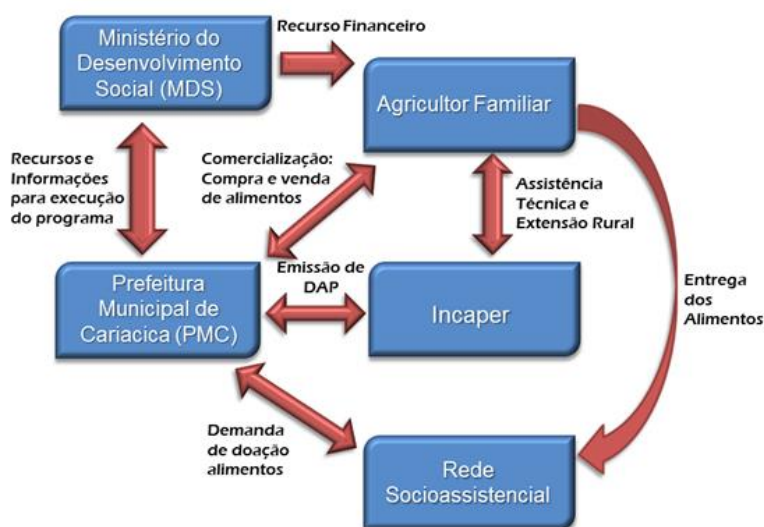 Ministério do
Desenvolvimento
Social (MDS)
Recurso Financeiro
Agricultor Familiar
Recursos e
Informações
para execução
do programa
Comercialização:
Compra e venda
de alimentos
Assistência
Técnica e
Extensão Rural
Prefeitura
Municipal de
Cariacica (PMC)
Emissão de
DAP
Incaper
Entrega
dos
Alimentos
Demanda
de doação
alimentos
Rede
Socioassistencial